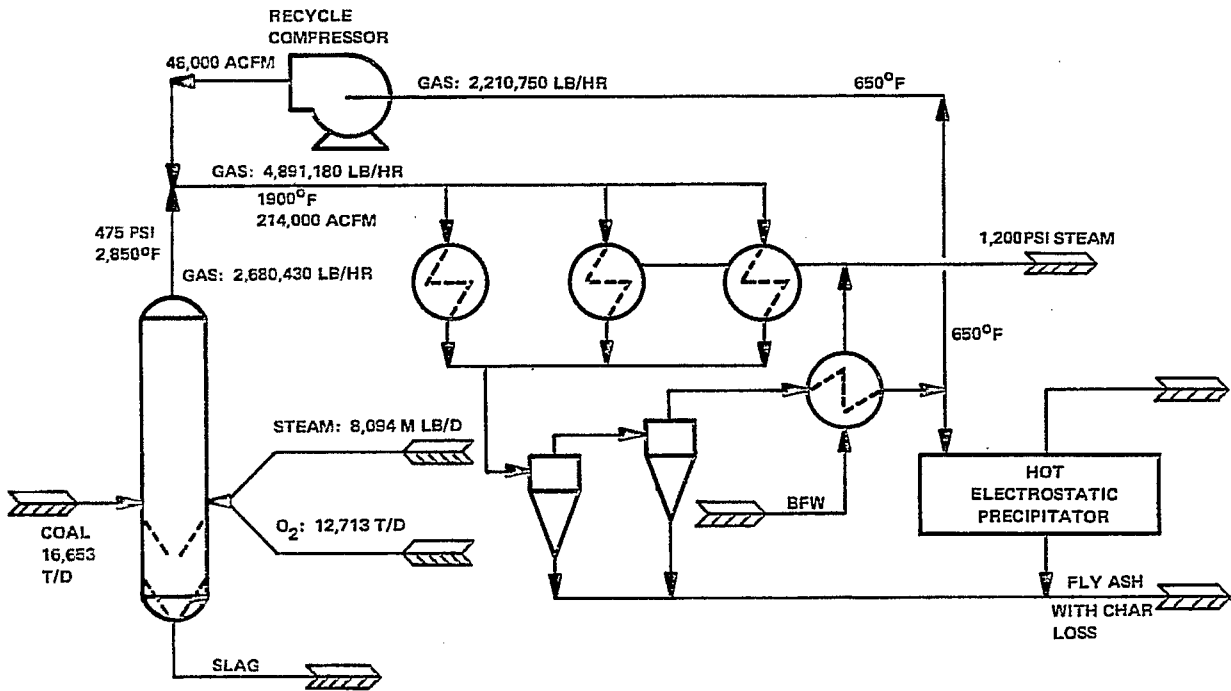 RECYCLE
COMPRESSOR
46,000 ACFM
GAS: 2,210,750 LB/HR
650°F
GAS: 4,891,180 LB/HR
1900°F
214,000 ACFM
475 PSI
2,850°F
1,200 PSI STEAM
GAS: 2,680,430 LB/HR
650°F
STEAM: 8,094 M LB/D
HOT
ELECTROSTATIC
PRECIPITATOR
BFW
COAL
16,653
T/D
O2: 12,713 T/D
FLY ASH
WITH CHAR
LOSS
SLAG